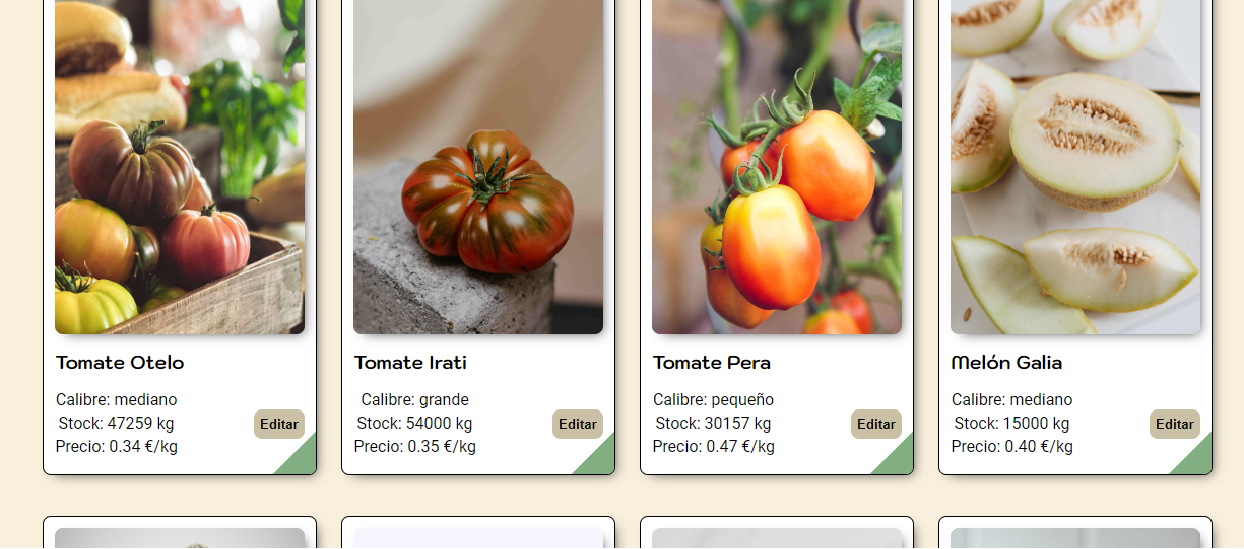 Tomate Otelo
Calibre: mediano
Stock: 47259 kg
Precio: 0.34 €/kg
Editar
Tomate Irati
Calibre: grande
Stock: 54000 kg
Precio: 0.35 €/kg
Editar
Tomate Pera
Calibre: pequeño
Stock: 30157 kg
Precio: 0.47 €/kg
Editar
Melón Galia
Calibre: mediano
Stock: 15000 kg
Precio: 0.40 €/kg
Editar